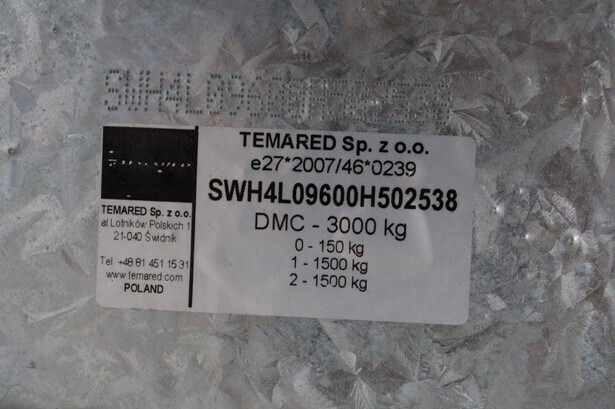 SWH4L09600H502538
TEMARED Sp. z o.o.
e27*2007/46*0239
SWH4L09600H502538
DMC - 3000 kg
0 - 150 kg
1 - 1500 kg
2 - 1500 kg
TEMARED Sp. z o.o.
al.Lotników Polskich 1
21-040 Świdnik
Tel. +48 81 451 15 31
www.temared.com
POLAND